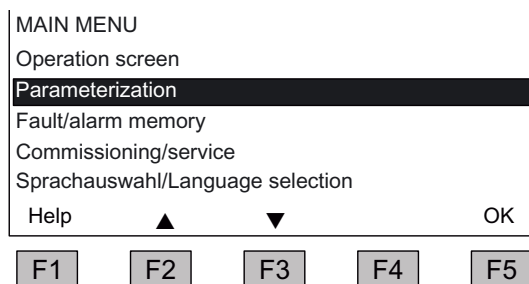 MAIN MENU
Operation screen
Parameterization
Fault/alarm memory
Commissioning/service
Sprachauswahl/Language selection
Help ▲ ▼ OK
F1 F2 F3 F4 F5